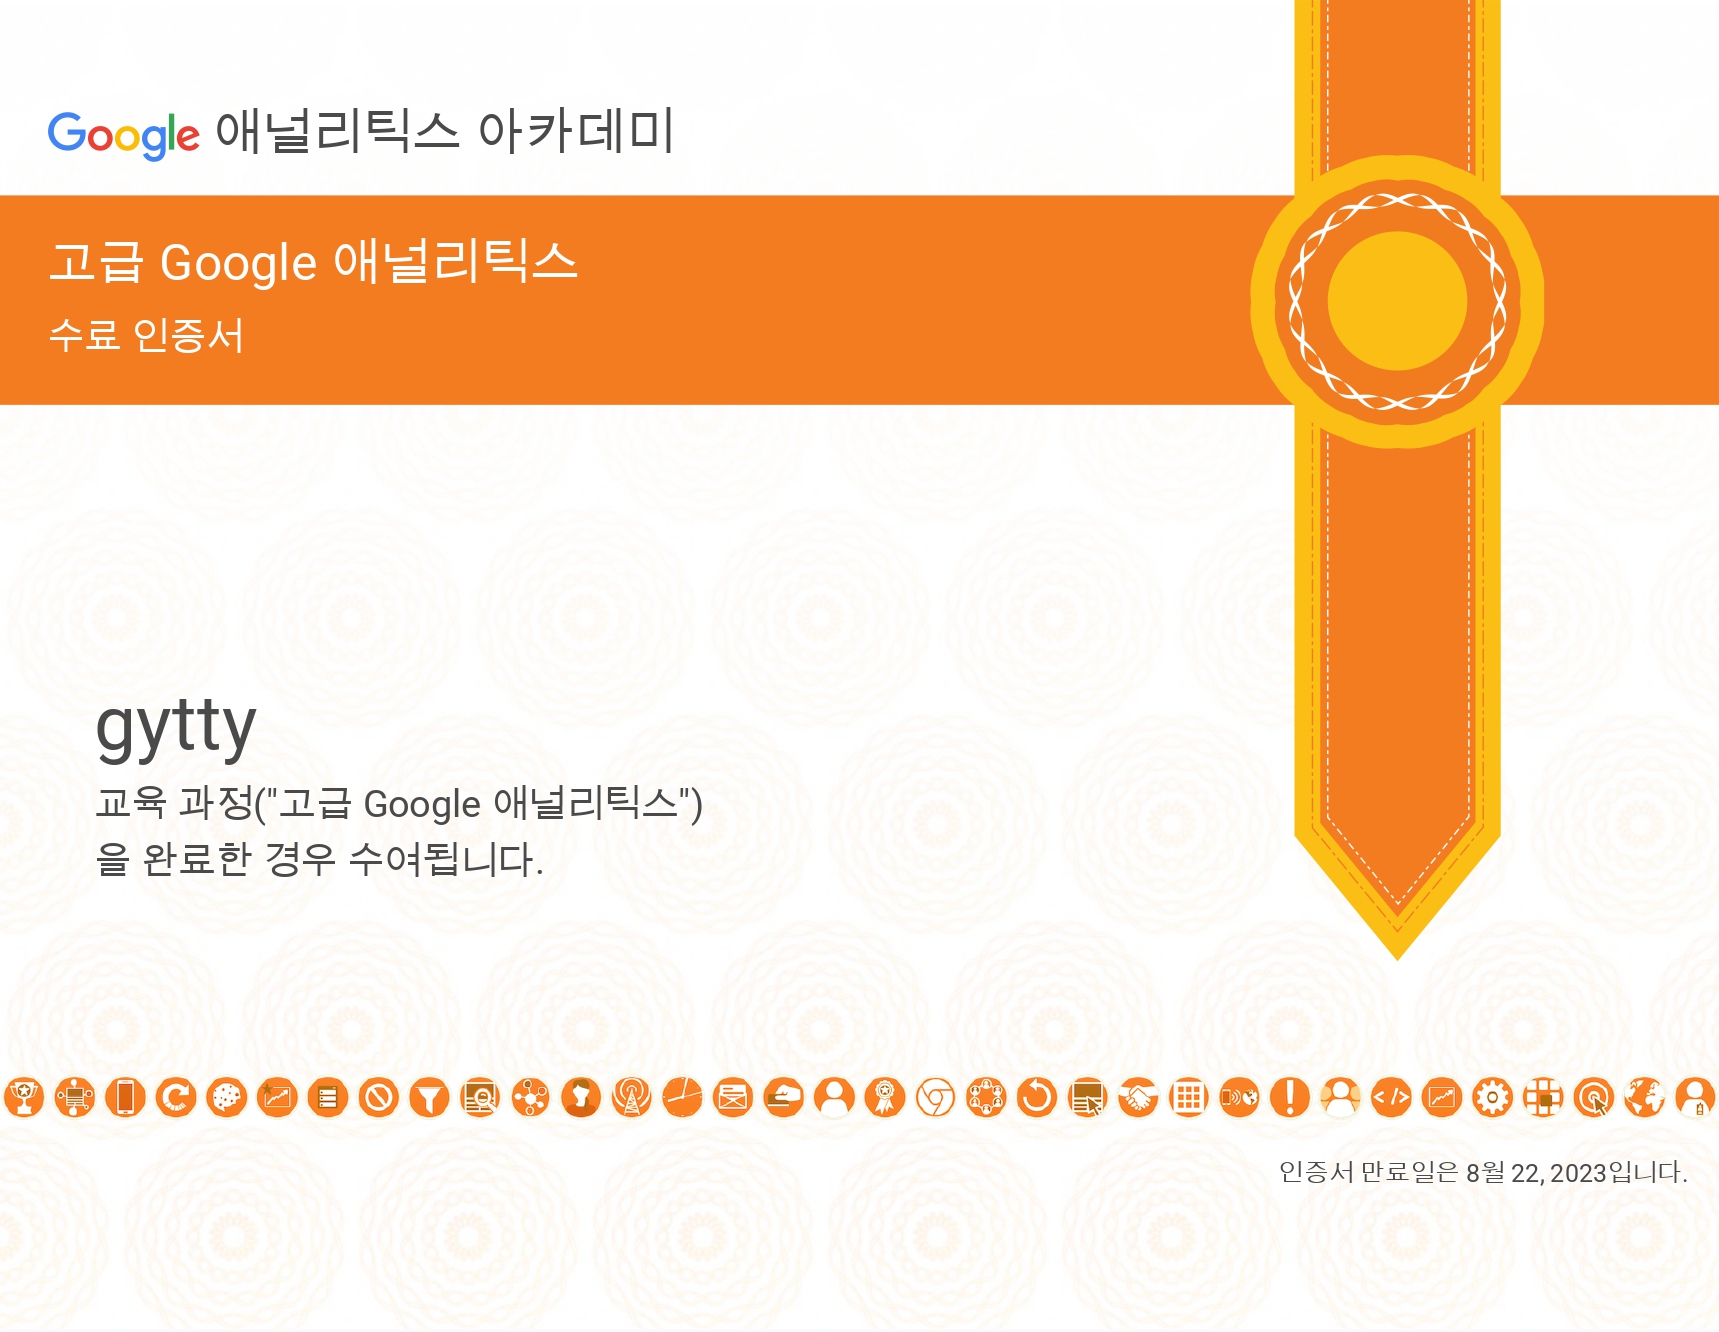 Google 애널리틱스 아카데미
고급 Google 애널리틱스
수료 인증서
gytty
교육 과정("고급 Google 애널리틱스")
을 완료한 경우 수여됩니다.
인증서 만료일은 8월 22, 2023입니다.